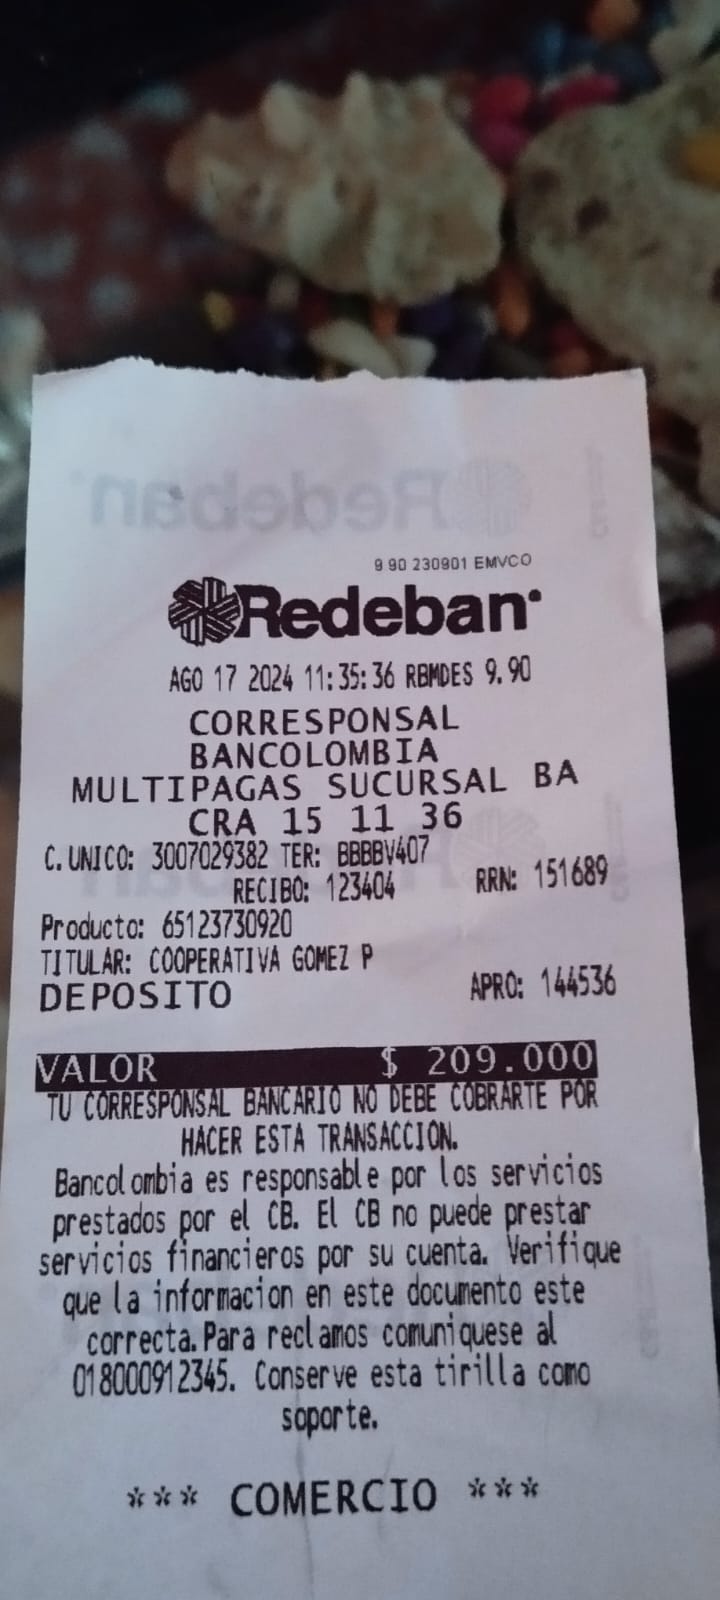 9 90 230901 EMVCO
Redeban
AGO 17 2024 11:35:36 RBMDES 9.90
CORRESPONSAL
BANCOLOMBIA
MULTIPAGAS SUCURSAL BA
CRA 15 11 36
C. UNICO: 3007029382 TER: BBBBV407
RECIBO: 123404 RRN: 151689
Producto: 65123730920
TITULAR: COOPERATIVA GOMEZ P
DEPOSITO APRO: 144536
VALOR $ 209.000
TU CORRESPONSAL BANCARIO NO DEBE COBRARTE POR
HACER ESTA TRANSACCION.
Bancolombia es responsable por los servicios
prestados por el CB. El CB no puede prestar
servicios financieros por su cuenta. Verifique
que la informacion en este documento este
correcta. Para reclamos comuniquese al
018000912345. Conserve esta tirilla como
soporte.
*** COMERCIO ***